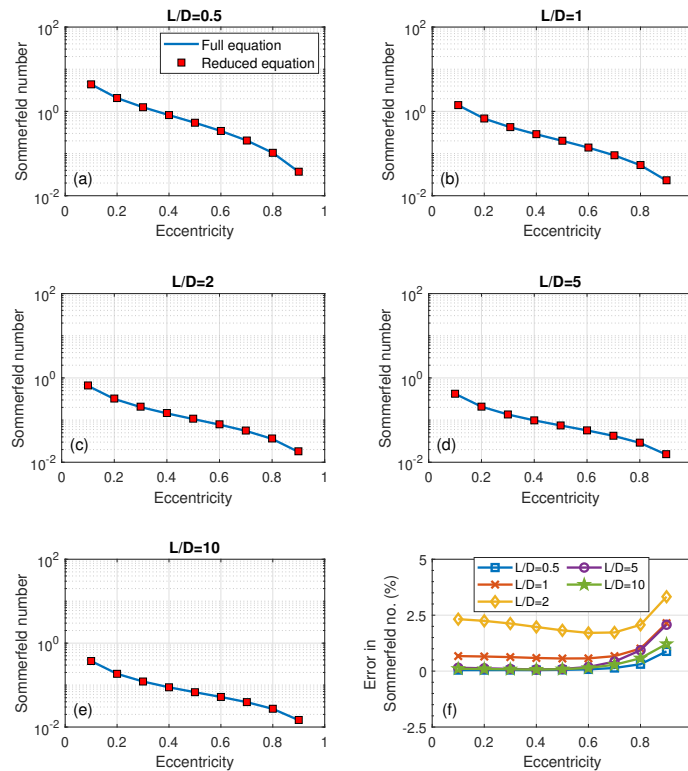 L/D=0.5
Sommerfeld number
10^2
10^0
10^-2
Full equation
Reduced equation
(a)
0 0.2 0.4 0.6 0.8 1
Eccentricity
L/D=1
Sommerfeld number
10^2
10^0
10^-2
(b)
0 0.2 0.4 0.6 0.8
Eccentricity
L/D=2
Sommerfeld number
10^2
10^0
10^-2
(c)
0 0.2 0.4 0.6 0.8 1
Eccentricity
L/D=5
Sommerfeld number
10^2
10^0
10^-2
(d)
0 0.2 0.4 0.6 0.8
Eccentricity
L/D=10
Sommerfeld number
10^2
10^0
10^-2
(e)
0 0.2 0.4 0.6 0.8 1
Eccentricity
Error in
Sommerfeld no. (%)
5
2.5
0
-2.5
L/D=0.5 L/D=5
L/D=1 L/D=10
L/D=2
(f)
0 0.2 0.4 0.6 0.8
Eccentricity